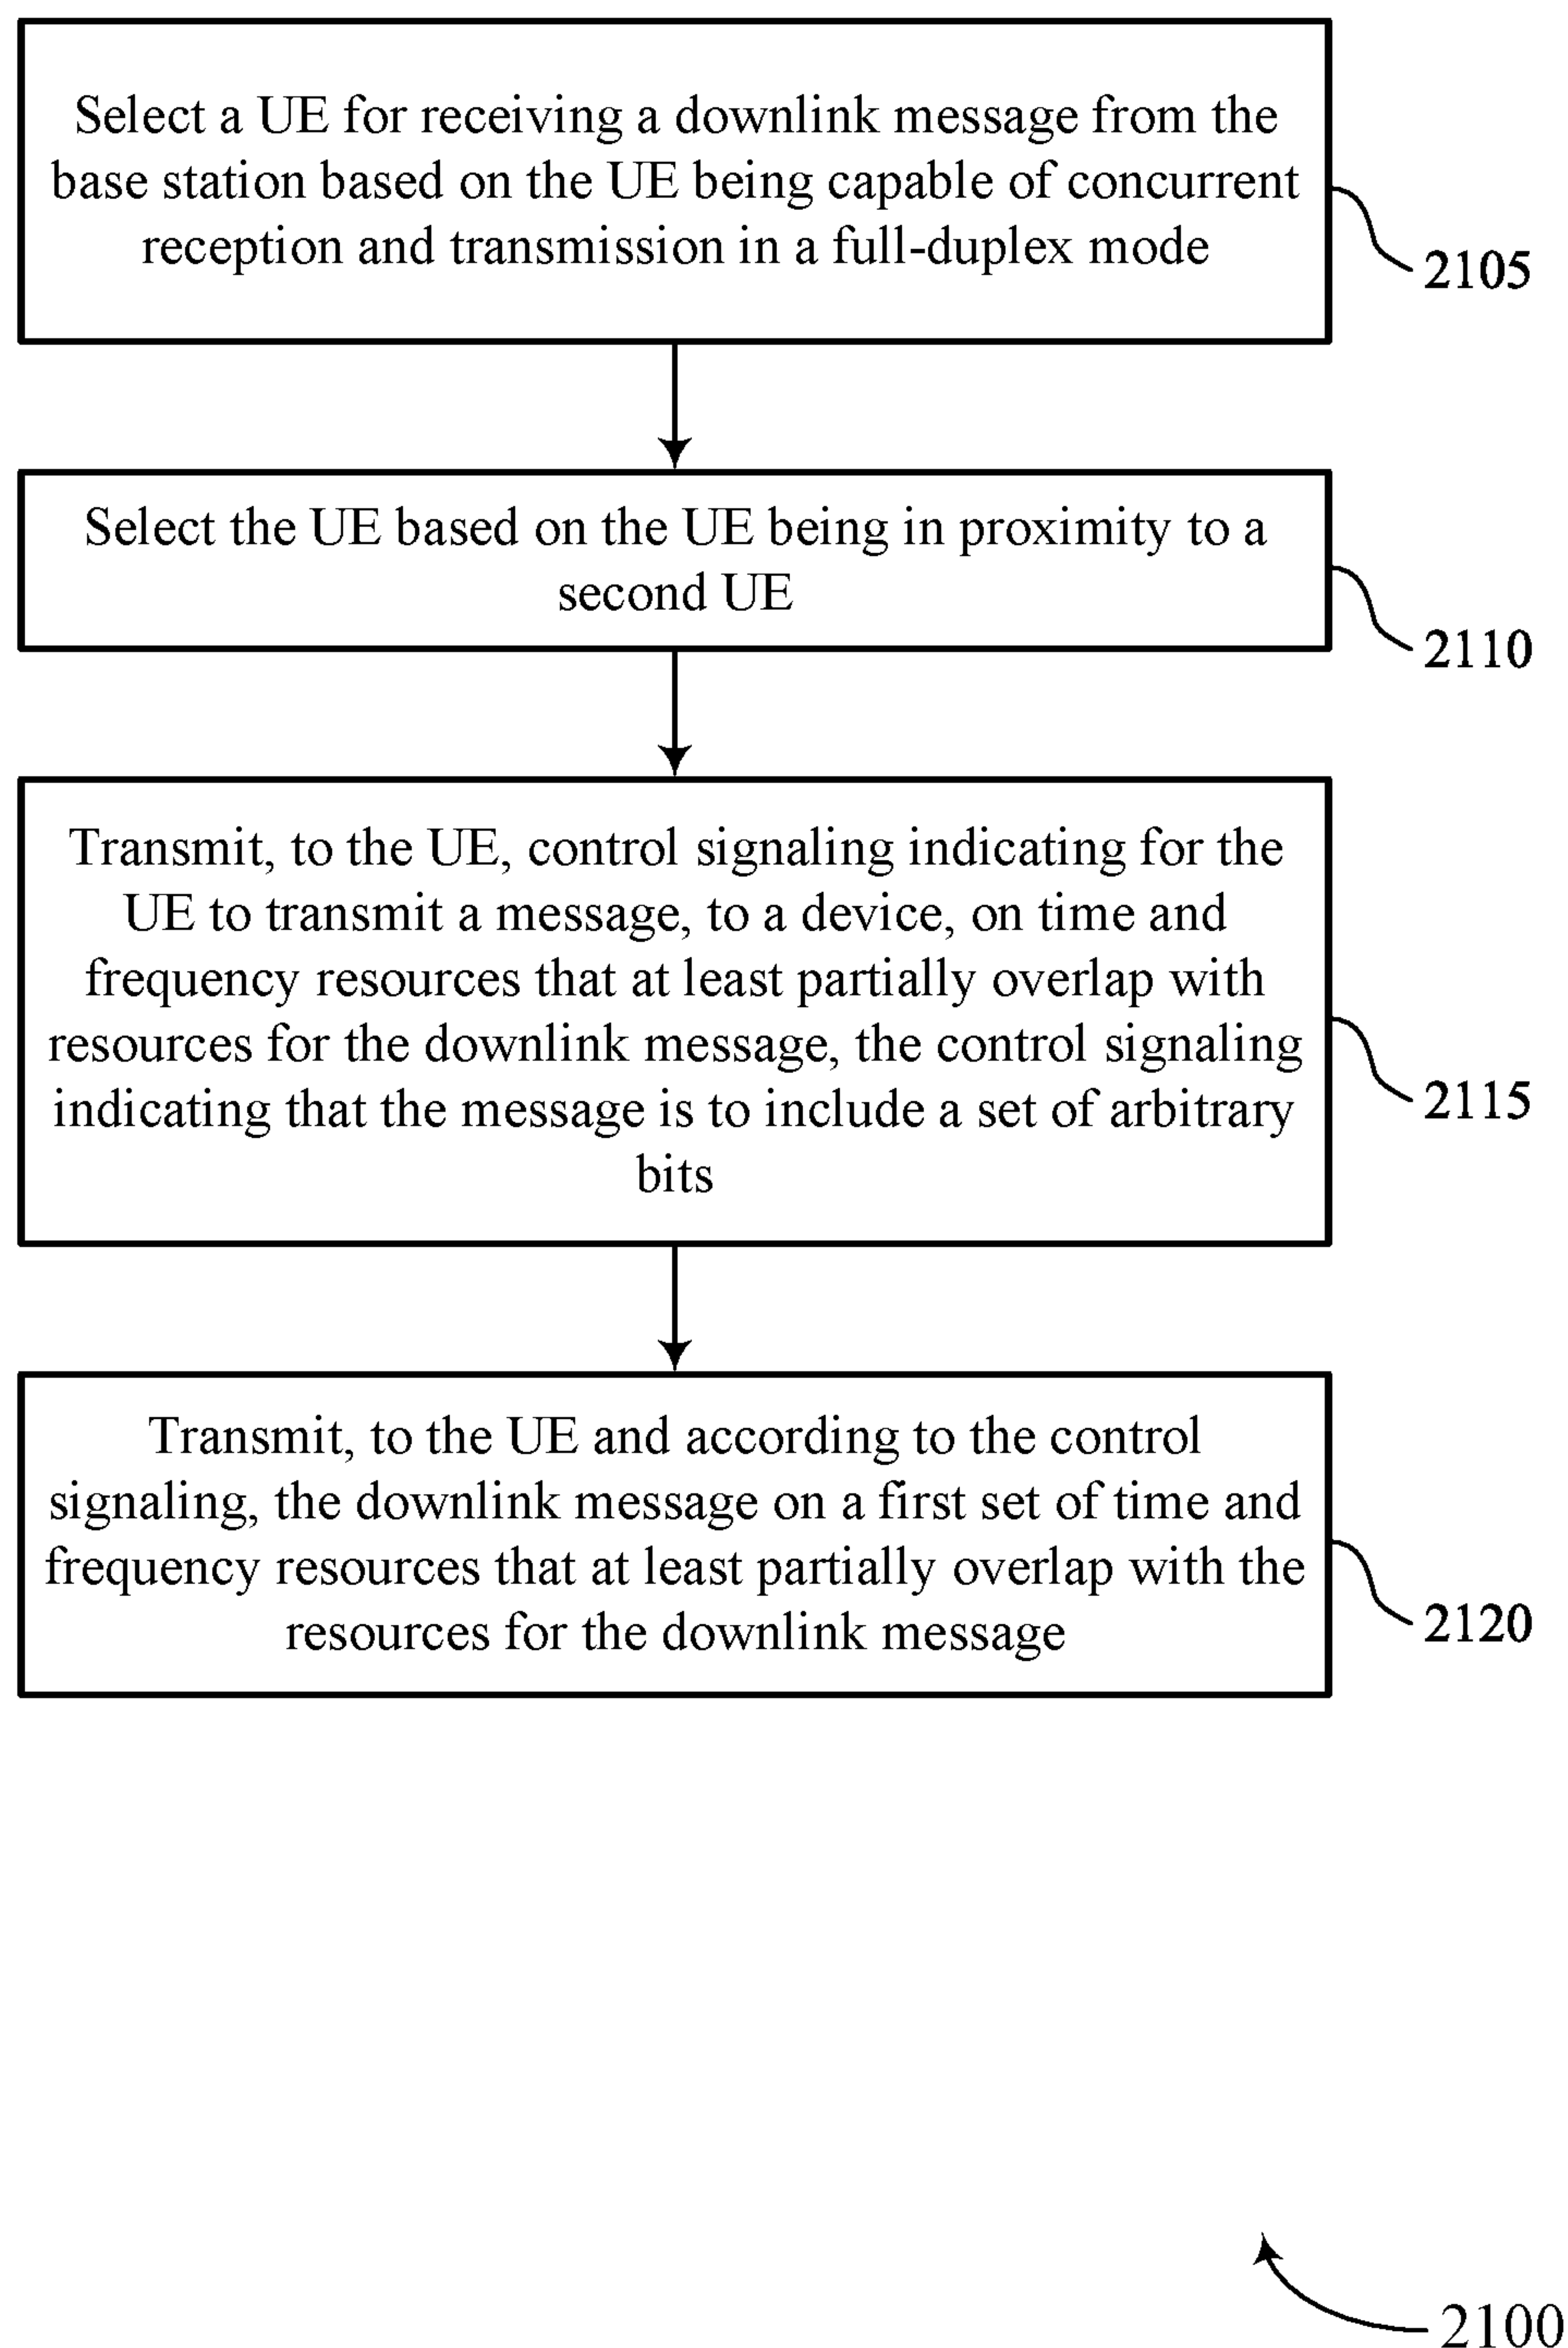 Select a UE for receiving a downlink message from the
base station based on the UE being capable of concurrent
reception and transmission in a full-duplex mode
2105
Select the UE based on the UE being in proximity to a
second UE
2110
Transmit, to the UE, control signaling indicating for the
UE to transmit a message, to a device, on time and
frequency resources that at least partially overlap with
resources for the downlink message, the control signaling
indicating that the message is to include a set of arbitrary
bits
2115
Transmit, to the UE and according to the control
signaling, the downlink message on a first set of time and
frequency resources that at least partially overlap with the
resources for the downlink message
2120
2100